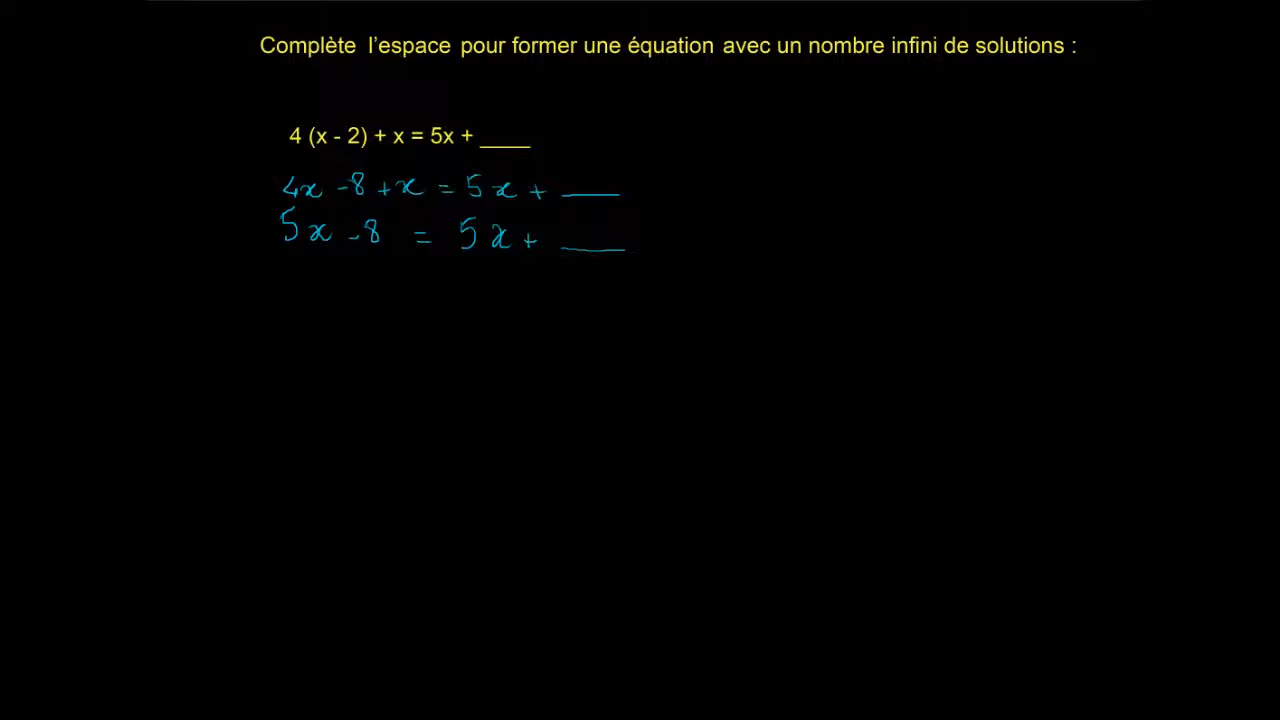 Complète l’espace pour former une équation avec un nombre infini de solutions :
4 (x - 2) + x = 5x + ____
4x - 8 + x = 5x + ____
5x - 8 = 5x + ____